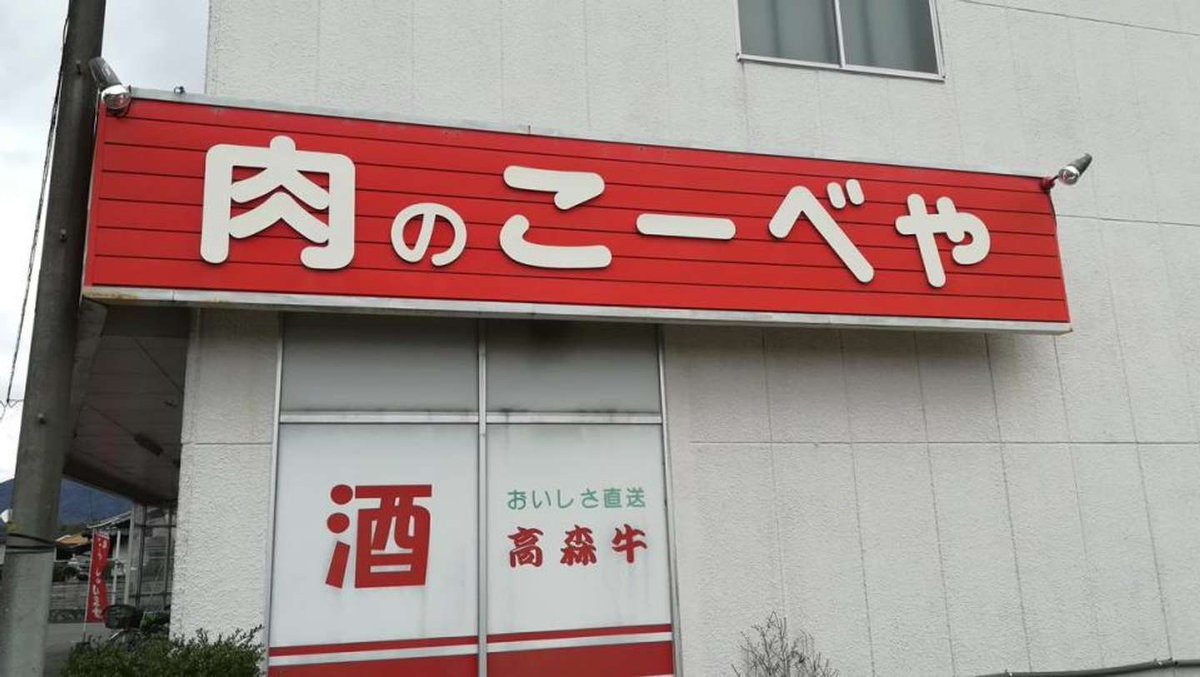 肉のこーべや
酒
おいしさ直送
高森牛